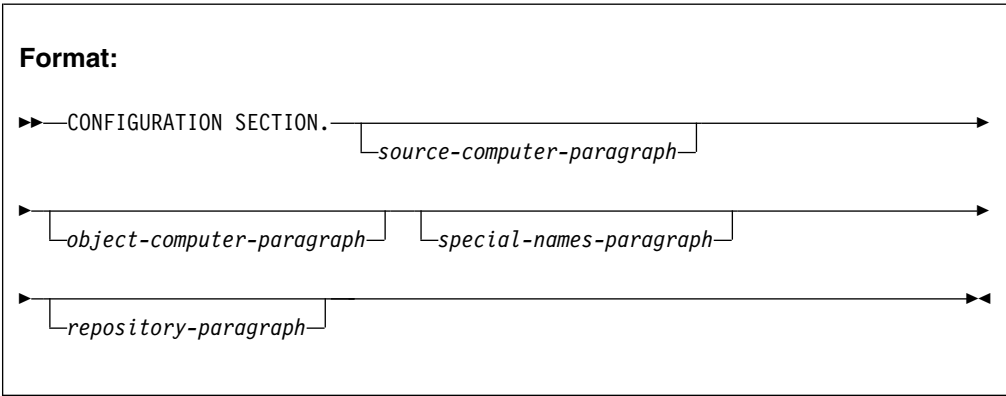 Format:
CONFIGURATION SECTION.
source-computer-paragraph
object-computer-paragraph special-names-paragraph
repository-paragraph